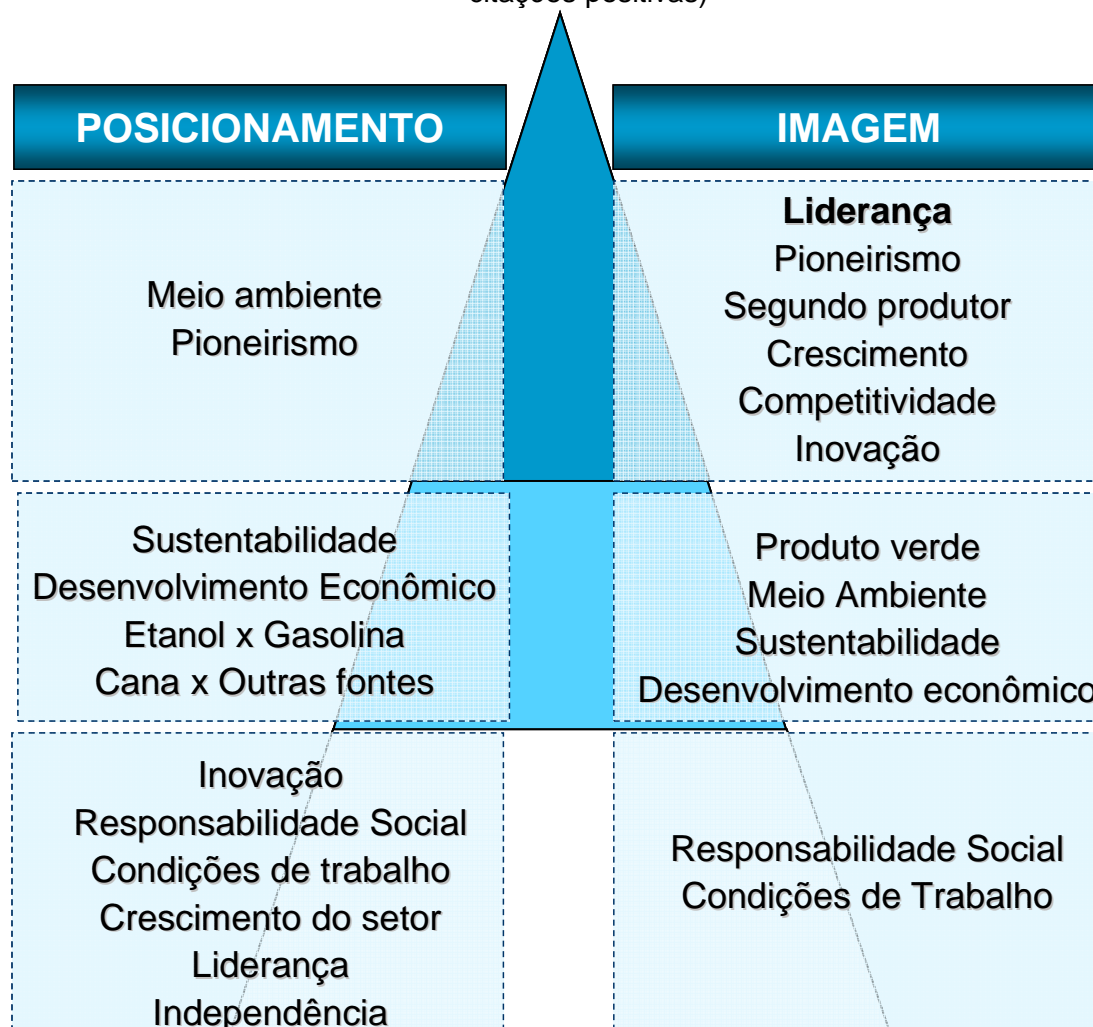 citações positivas)
POSICIONAMENTO
IMAGEM
Meio ambiente
Pioneirismo
Liderança
Pioneirismo
Segundo produtor
Crescimento
Competitividade
Inovação
Sustentabilidade
Desenvolvimento Econômico
Etanol x Gasolina
Cana x Outras fontes
Produto verde
Meio Ambiente
Sustentabilidade
Desenvolvimento econômico
Inovação
Responsabilidade Social
Condições de trabalho
Crescimento do setor
Liderança
Independência
Responsabilidade Social
Condições de Trabalho